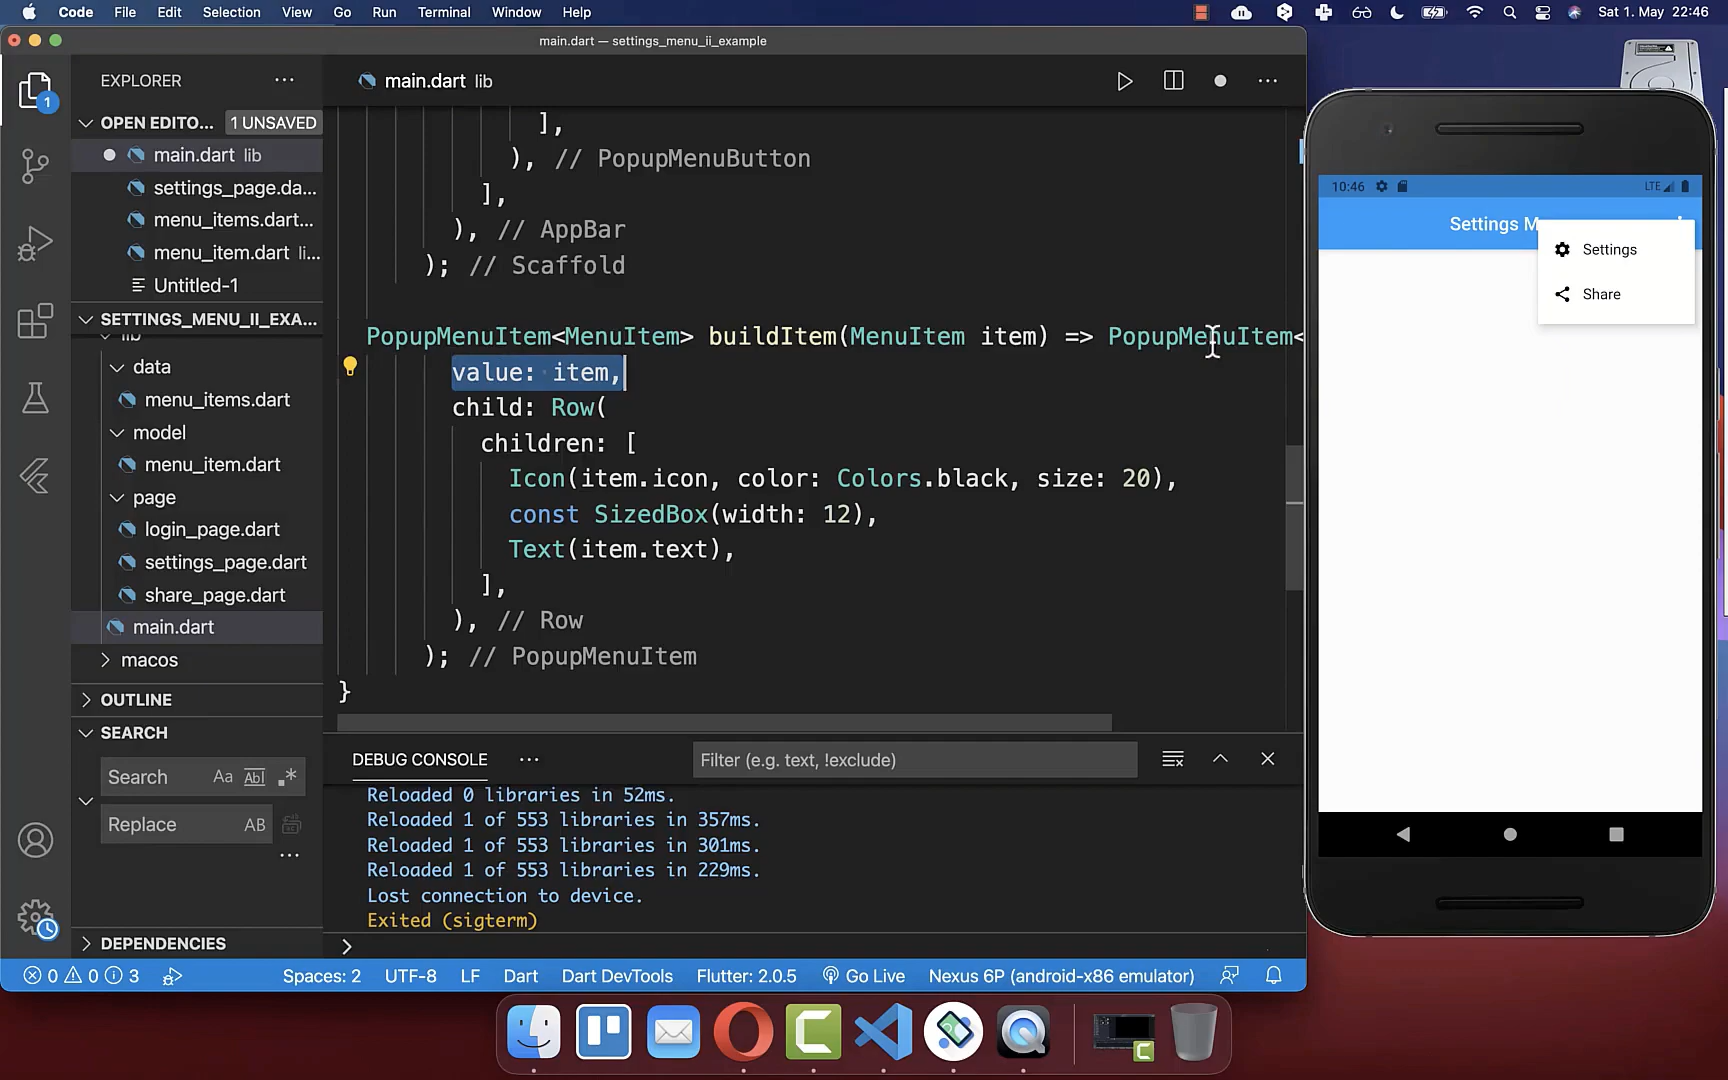 Code File Edit Selection View Go Run Terminal Window Help Sat 1. May 22:46
main.dart — settings_menu_ii_example
EXPLORER
1
main.dart lib
OPEN EDITO... 1 UNSAVED
main.dart lib
settings_page.da...
menu_items.dart...
menu_item.dart li...
Untitled-1
SETTINGS_MENU_II_EXA...
lib
data
menu_items.dart
model
menu_item.dart
page
login_page.dart
settings_page.dart
share_page.dart
main.dart
macos
OUTLINE
SEARCH
Search Aa Abl .*
Replace AB
DEPENDENCIES
],
), // PopupMenuButton
],
), // AppBar
); // Scaffold
PopupMenuItem<MenuItem> buildItem(MenuItem item) => PopupMenuItem<
value: item,
child: Row(
children: [
Icon(item.icon, color: Colors.black, size: 20),
const SizedBox(width: 12),
Text(item.text),
],
), // Row
); // PopupMenuItem
}
DEBUG CONSOLE
Filter (e.g. text, !exclude)
Reloaded 0 libraries in 52ms.
Reloaded 1 of 553 libraries in 357ms.
Reloaded 1 of 553 libraries in 301ms.
Reloaded 1 of 553 libraries in 229ms.
Lost connection to device.
Exited (sigterm)
0 0 3 Spaces: 2 UTF-8 LF Dart Dart DevTools Flutter: 2.0.5 Go Live Nexus 6P (android-x86 emulator)
10:46 LTE
Settings M
Settings
Share